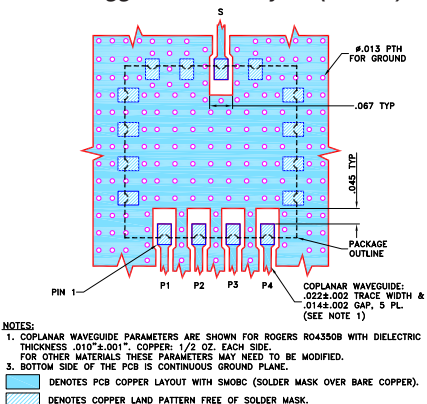 S
ø.013 PTH
FOR GROUND
.067 TYP
.045 TYP
PACKAGE
OUTLINE
PIN 1
P1
P2
P3
P4
COPLANAR WAVEGUIDE:
.022±.002 TRACE WIDTH &
.014±.002 GAP, 5 PL.
(SEE NOTE 1)
NOTES:
1. COPLANAR WAVEGUIDE PARAMETERS ARE SHOWN FOR ROGERS RO4350B WITH DIELECTRIC
THICKNESS .010"±.001". COPPER: 1/2 OZ. EACH SIDE.
FOR OTHER MATERIALS THESE PARAMETERS MAY NEED TO BE MODIFIED.
3. BOTTOM SIDE OF THE PCB IS CONTINUOUS GROUND PLANE.
DENOTES PCB COPPER LAYOUT WITH SMOBC (SOLDER MASK OVER BARE COPPER).
DENOTES COPPER LAND PATTERN FREE OF SOLDER MASK.